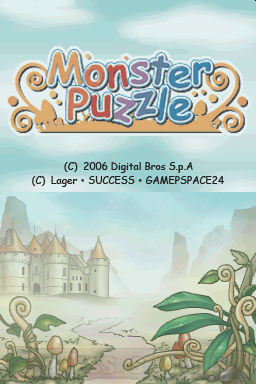 Monster
Puzzle
(C) 2006 Digital Bros S.p.A
(C) Lager • SUCCESS • GAMEPSPACE24